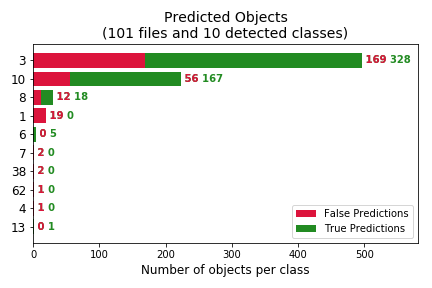 Predicted Objects
(101 files and 10 detected classes)
3 169 328
10 56 167
8 12 18
1 19 0
6 0 5
7 2 0
38 2 0
62 1 0
4 1 0
13 0 1
False Predictions
True Predictions
0 100 200 300 400 500
Number of objects per class